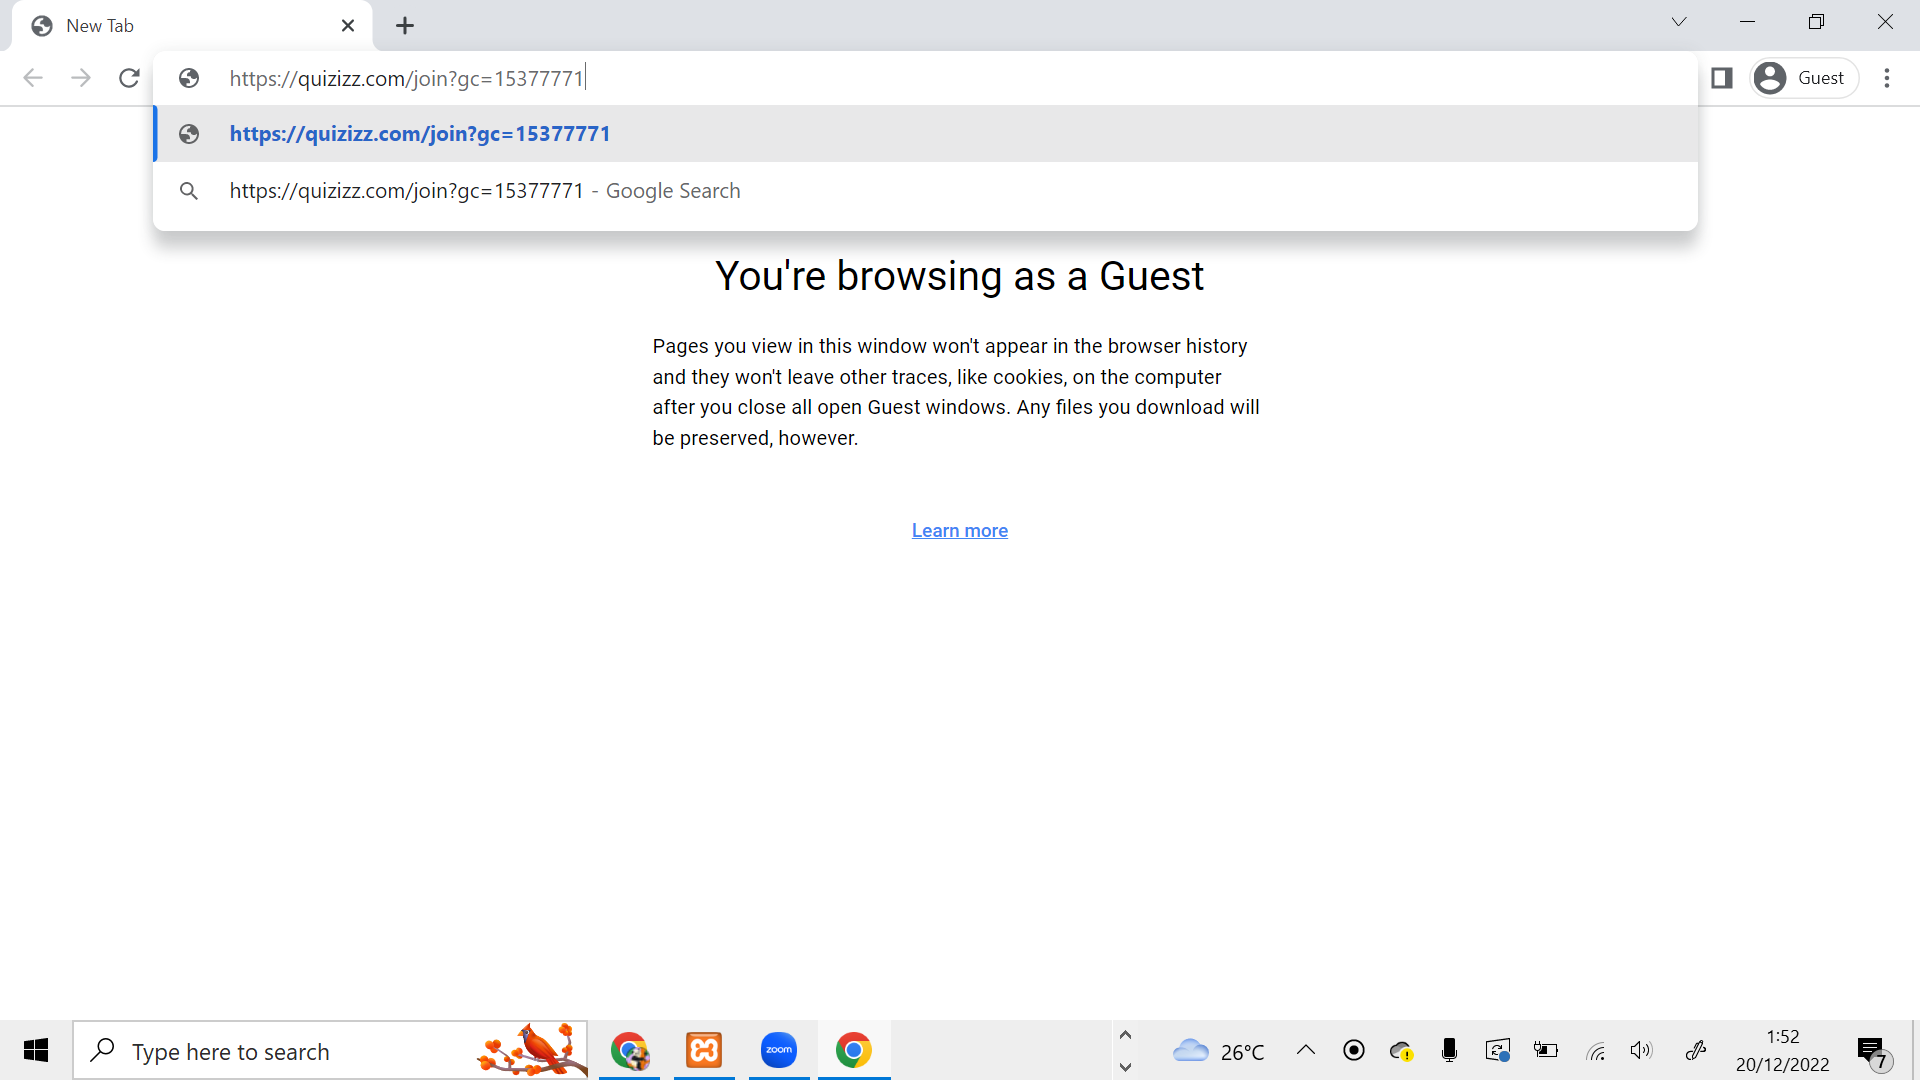 New Tab
https://quizizz.com/join?gc=15377771
Guest
https://quizizz.com/join?gc=15377771
https://quizizz.com/join?gc=15377771 - Google Search
You're browsing as a Guest
Pages you view in this window won't appear in the browser history
and they won't leave other traces, like cookies, on the computer
after you close all open Guest windows. Any files you download will
be preserved, however.
Learn more
Type here to search
zoom
26°C
1:52
20/12/2022
7